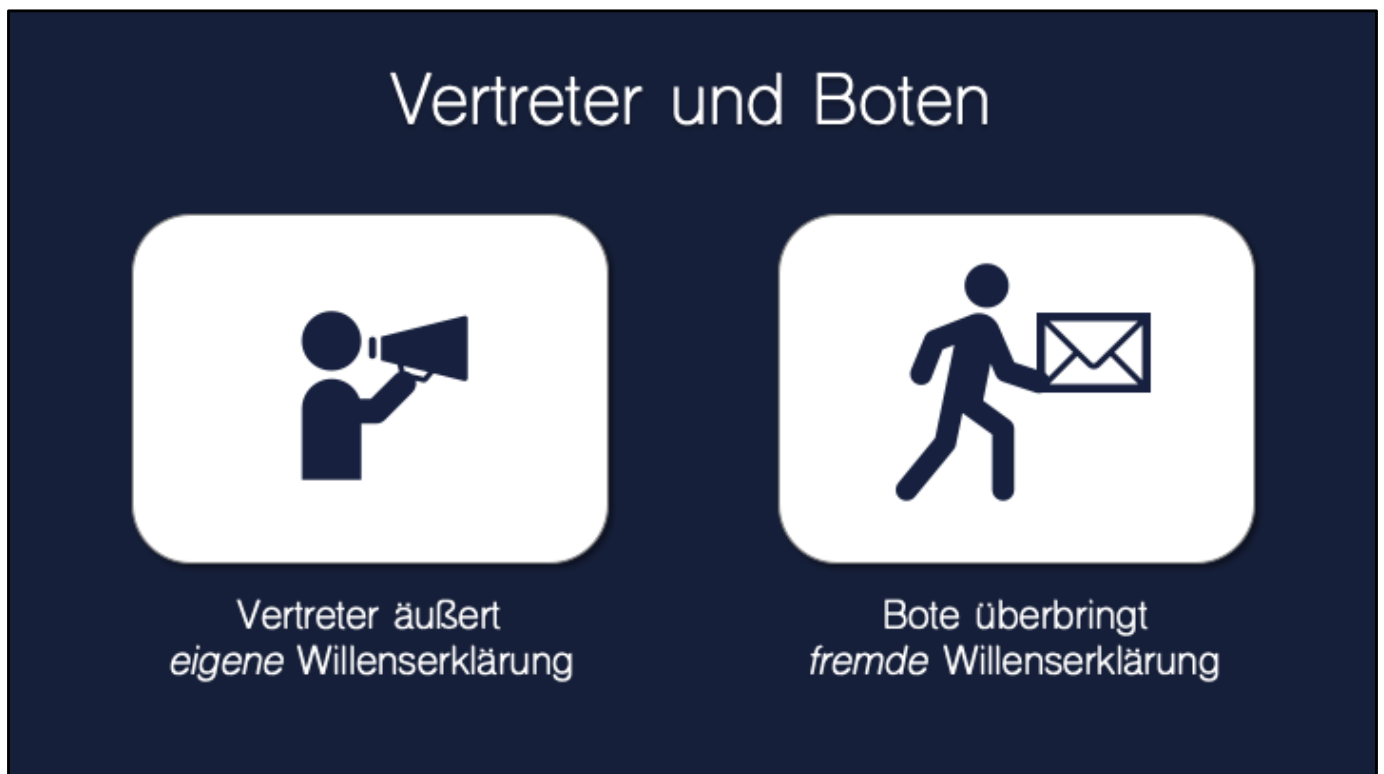 Vertreter und Boten
Vertreter äußert
eigene Willenserklärung
Bote überbringt
fremde Willenserklärung